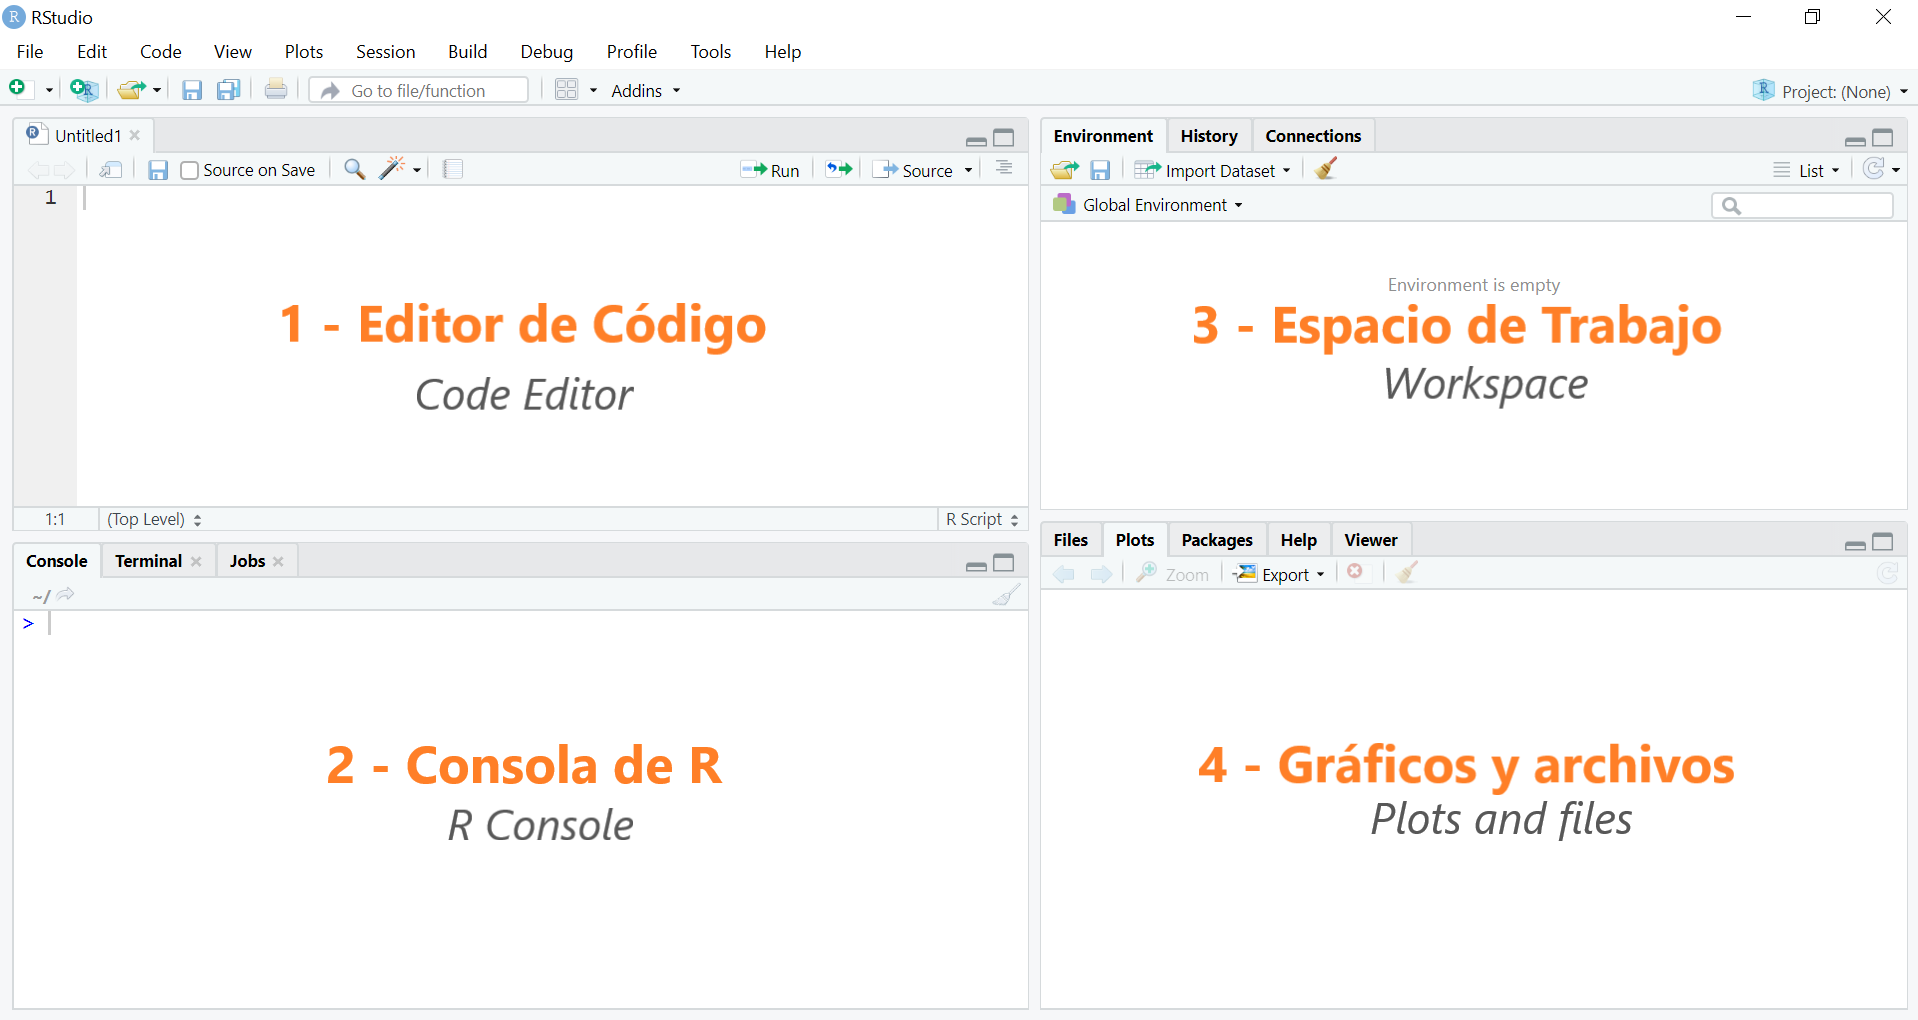 RStudio
File Edit Code View Plots Session Build Debug Profile Tools Help
Go to file/function Addins Project: (None)
Untitled1
Source on Save Run Source
1
1 - Editor de Código
Code Editor
1:1 (Top Level) R Script
Console Terminal Jobs
~/
>
2 - Consola de R
R Console
Environment History Connections
Import Dataset List
Global Environment
Environment is empty
3 - Espacio de Trabajo
Workspace
Files Plots Packages Help Viewer
Zoom Export
4 - Gráficos y archivos
Plots and files